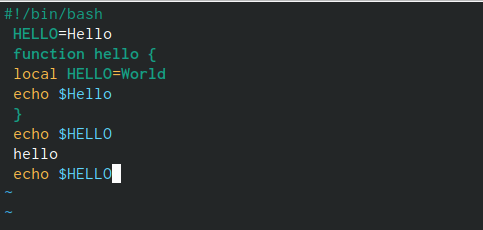 #!/bin/bash
HELLO=Hello
function hello {
local HELLO=World
echo $Hello
}
echo $HELLO
hello
echo $HELLO
~
~